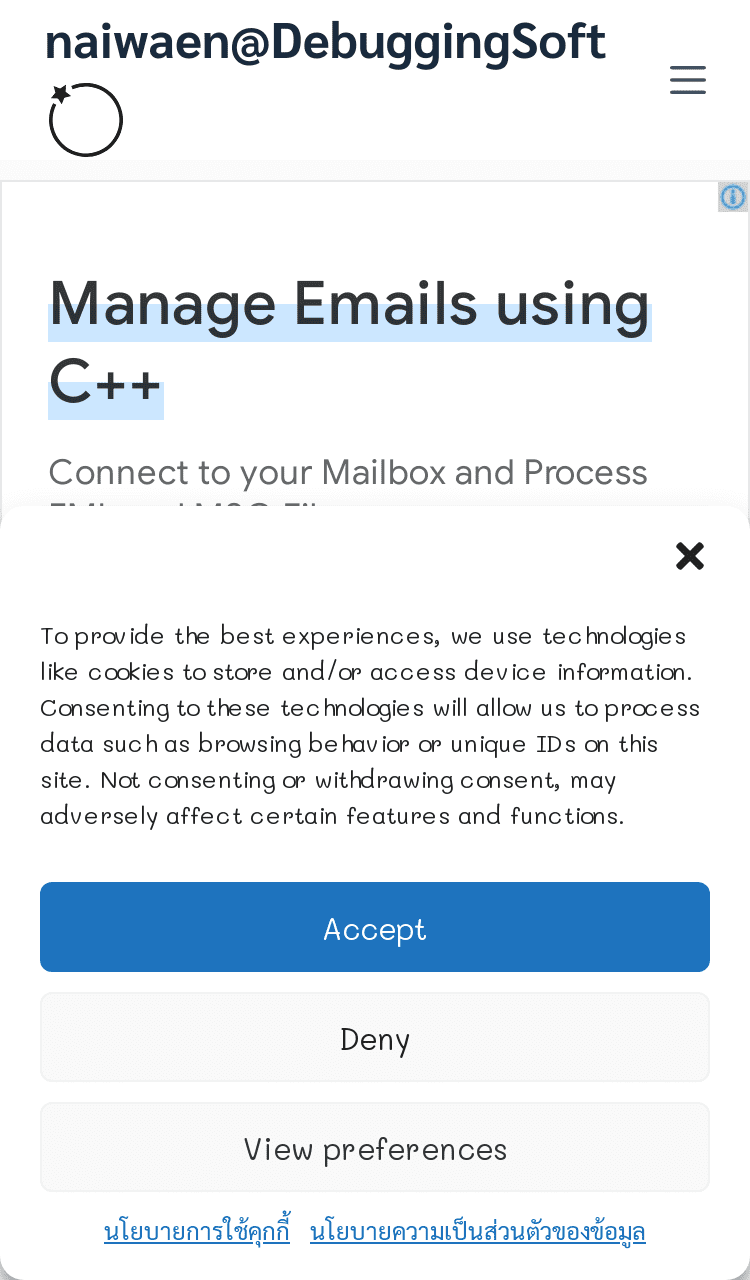 naiwaen@DebuggingSoft
Manage Emails using
C++
Connect to your Mailbox and Process
To provide the best experiences, we use technologies
like cookies to store and/or access device information.
Consenting to these technologies will allow us to process
data such as browsing behavior or unique IDs on this
site. Not consenting or withdrawing consent, may
adversely affect certain features and functions.
Accept
Deny
View preferences
นโยบายการใช้คุกกี้ นโยบายความเป็นส่วนตัวของข้อมูล